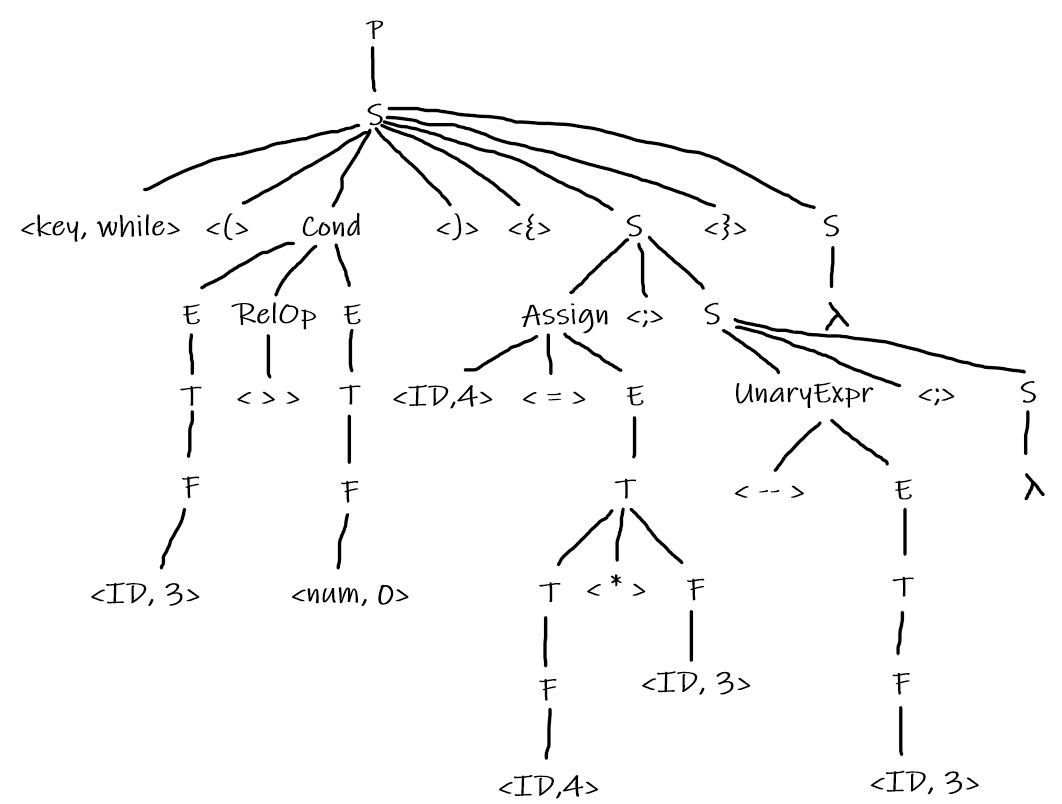 P
S
<key, while> <(> Cond <)> <{> S <}> S
E RelOp E Assign <;> S λ
T < > > T <ID,4> < = > E UnaryExpr <;> S
F F T < -- > E λ
<ID, 3> <num, 0> T < * > F T
F <ID, 3> F
<ID,4> <ID, 3>